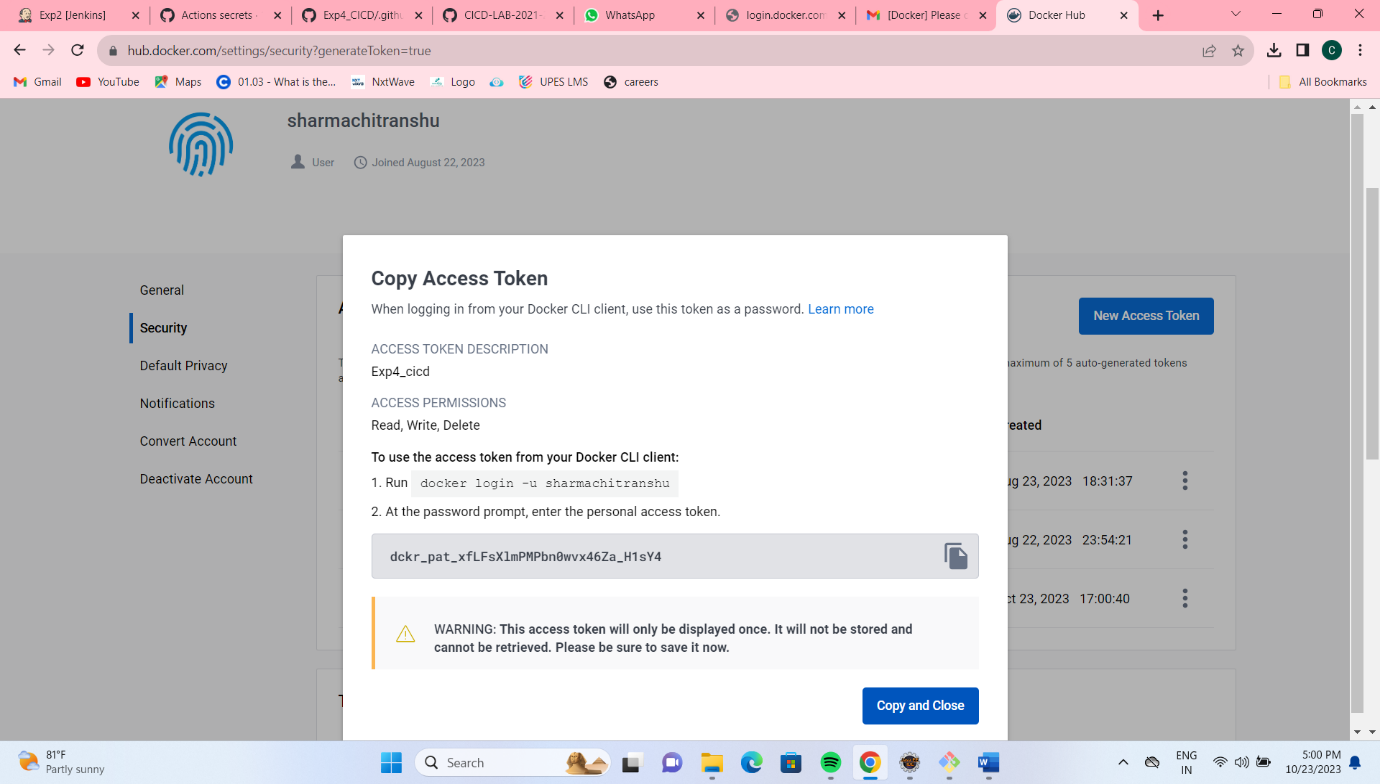 Exp2 [Jenkins]
Actions secrets
Exp4_CICD/.gith
CICD-LAB-2021-
WhatsApp
login.docker.com
[Docker] Please c
Docker Hub
hub.docker.com/settings/security?generateToken=true
C
Gmail
YouTube
Maps
01.03 - What is the...
NxtWave
Logo
UPES LMS
careers
All Bookmarks
sharmachitranshu
User Joined August 22, 2023
General
Security
Default Privacy
Notifications
Convert Account
Deactivate Account
New Access Token
aximum of 5 auto-generated tokens
eated
ug 23, 2023 18:31:37
ug 22, 2023 23:54:21
ct 23, 2023 17:00:40
Copy Access Token
When logging in from your Docker CLI client, use this token as a password. Learn more
ACCESS TOKEN DESCRIPTION
Exp4_cicd
ACCESS PERMISSIONS
Read, Write, Delete
To use the access token from your Docker CLI client:
1. Run docker login -u sharmachitranshu
2. At the password prompt, enter the personal access token.
dckr_pat_xfLFsXlmPMPbn0wvx46Za_H1sY4
WARNING: This access token will only be displayed once. It will not be stored and
cannot be retrieved. Please be sure to save it now.
Copy and Close
81°F
Partly sunny
Search
ENG
IN
5:00 PM
10/23/2023